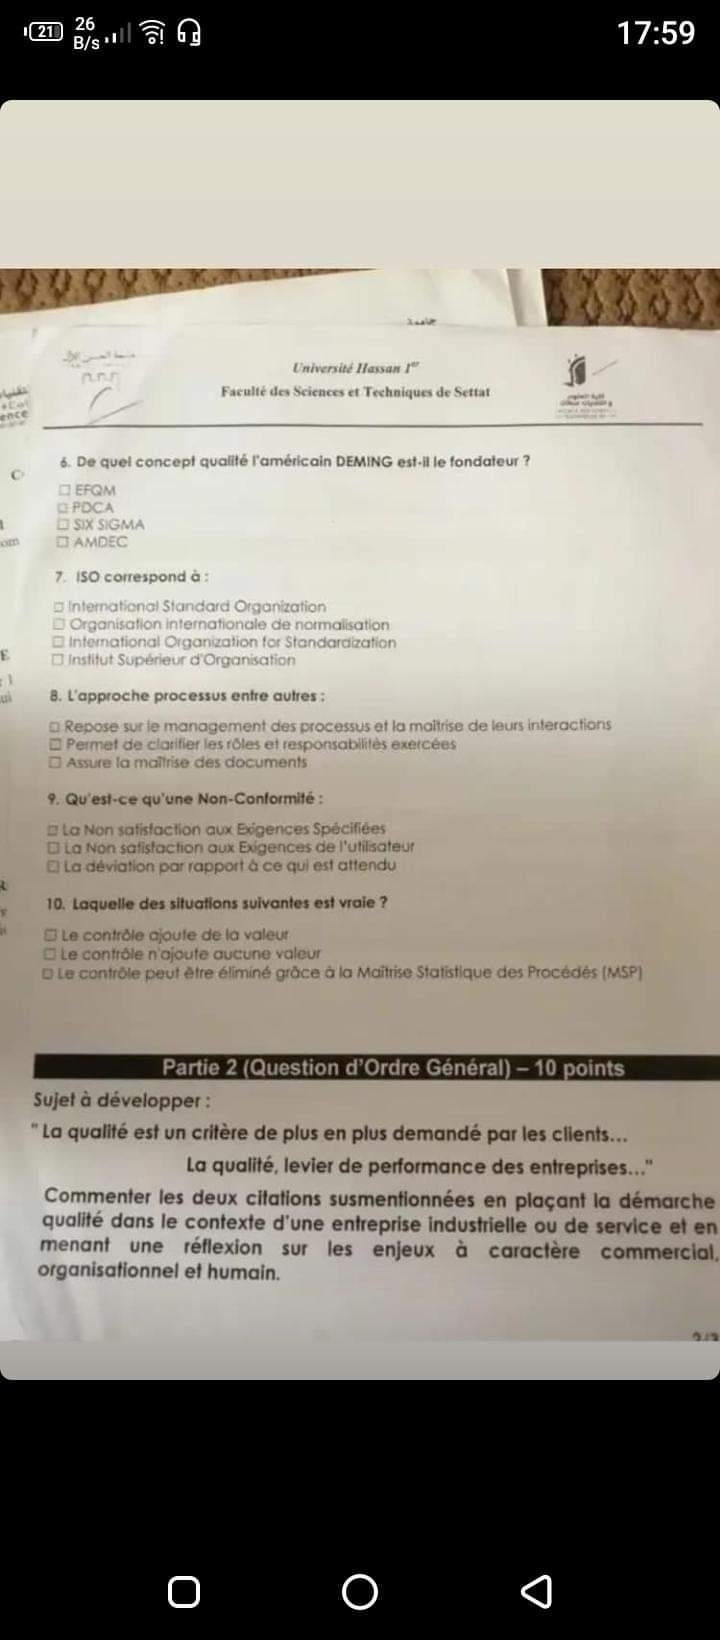 21
26
B/s
17:59
جامعة
Université Hassan 1er
Faculté des Sciences et Techniques de Settat
ence
C
6. De quel concept qualité l'américain DEMING est-il le fondateur ?
□ EFQM
□ PDCA
□ SIX SIGMA
□ AMDEC
om
7. ISO correspond à :
□ International Standard Organization
□ Organisation internationale de normalisation
□ International Organization for Standardization
□ Institut Supérieur d'Organisation
E
ui
8. L'approche processus entre autres :
□ Repose sur le management des processus et la maîtrise de leurs interactions
□ Permet de clarifier les rôles et responsabilités exercées
□ Assure la maîtrise des documents
9. Qu'est-ce qu'une Non-Conformité :
□ La Non satisfaction aux Exigences Spécifiées
□ La Non satisfaction aux Exigences de l'utilisateur
□ La déviation par rapport à ce qui est attendu
10. Laquelle des situations suivantes est vraie ?
□ Le contrôle ajoute de la valeur
□ Le contrôle n'ajoute aucune valeur
□ Le contrôle peut être éliminé grâce à la Maîtrise Statistique des Procédés (MSP)
Partie 2 (Question d'Ordre Général) – 10 points
Sujet à développer :
" La qualité est un critère de plus en plus demandé par les clients...
La qualité, levier de performance des entreprises..."
Commenter les deux citations susmentionnées en plaçant la démarche
qualité dans le contexte d'une entreprise industrielle ou de service et en
menant une réflexion sur les enjeux à caractère commercial,
organisationnel et humain.